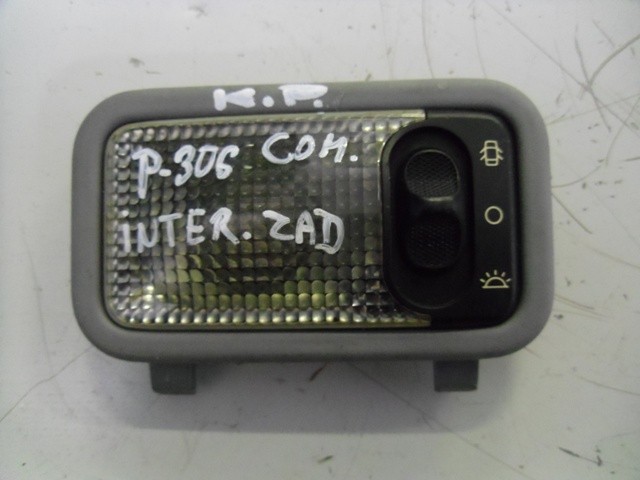 К.Р.
P-306 COM.
INTER. ZAD